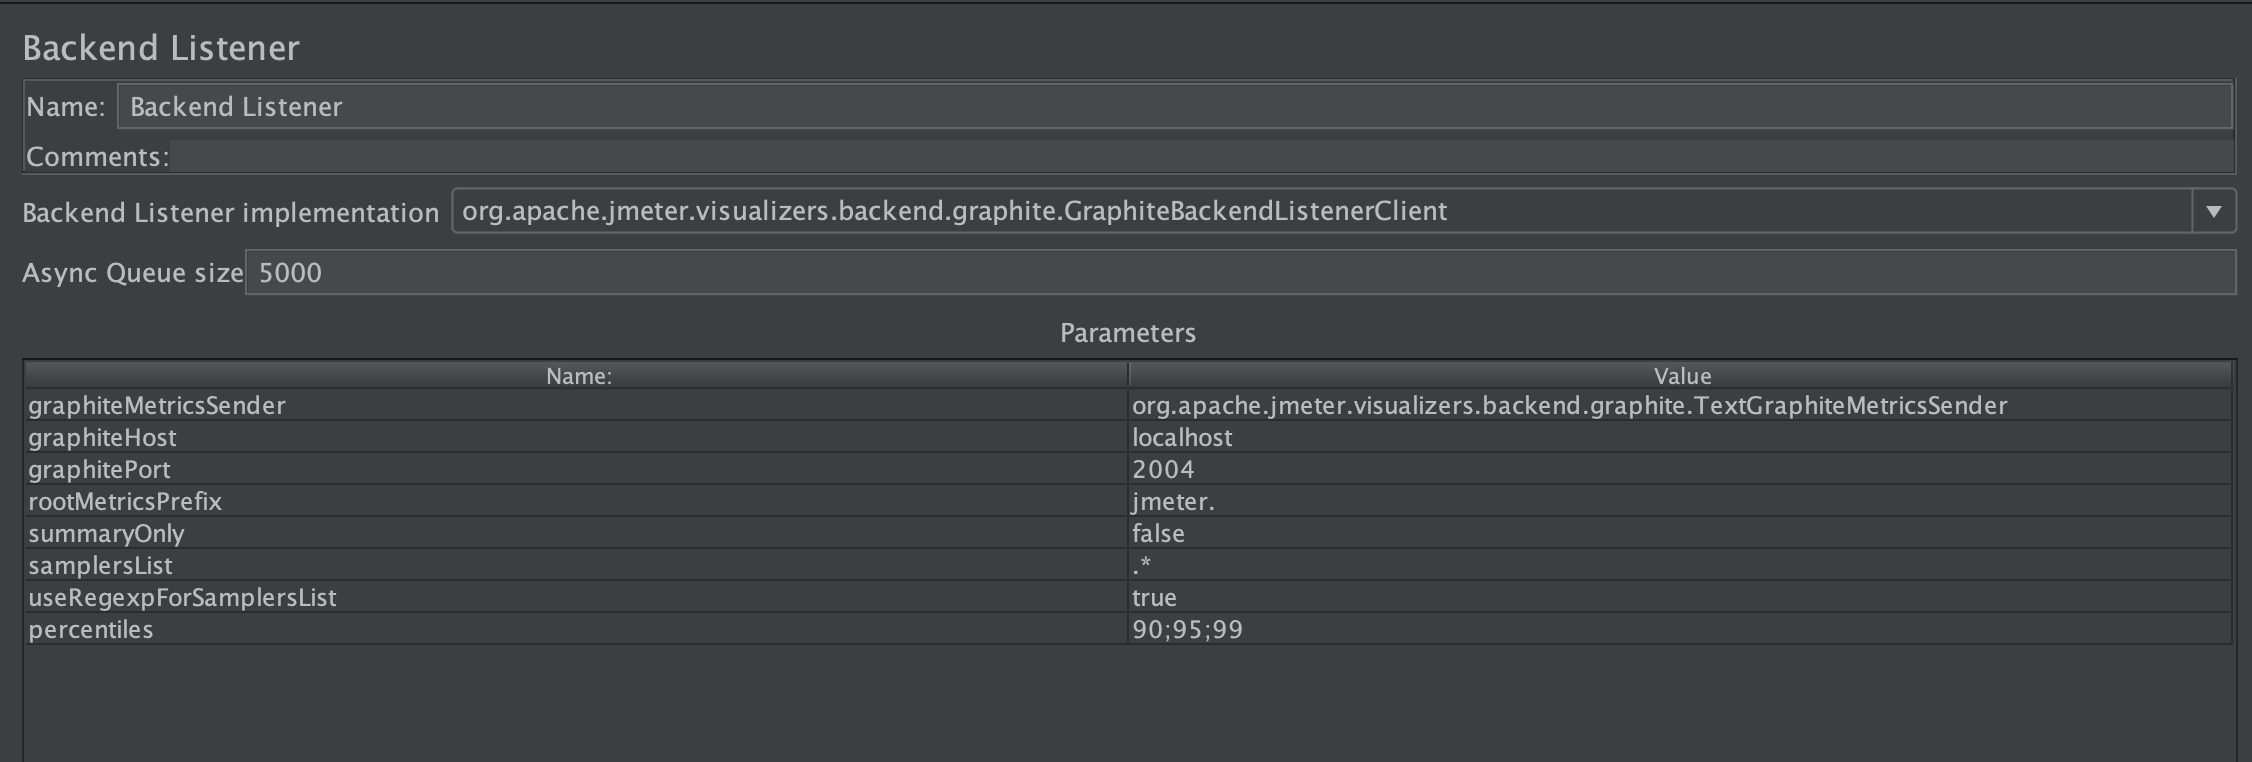 Backend Listener
Name: Backend Listener
Comments:
Backend Listener implementation org.apache.jmeter.visualizers.backend.graphite.GraphiteBackendListenerClient
Async Queue size 5000
Parameters
Name: Value
graphiteMetricsSender org.apache.jmeter.visualizers.backend.graphite.TextGraphiteMetricsSender
graphiteHost localhost
graphitePort 2004
rootMetricsPrefix jmeter.
summaryOnly false
samplersList .*
useRegexpForSamplersList true
percentiles 90;95;99